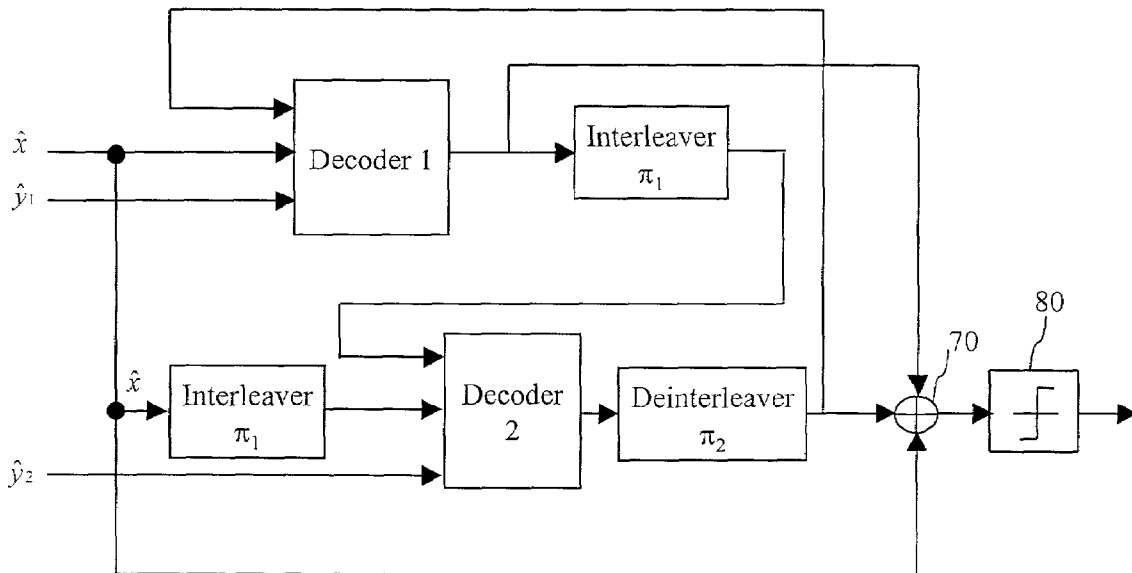 x̂
Decoder 1
Interleaver
π₁
ŷ₁
80
70
x̂
Interleaver
π₁
Decoder
2
Deinterleaver
π₂
ŷ₂